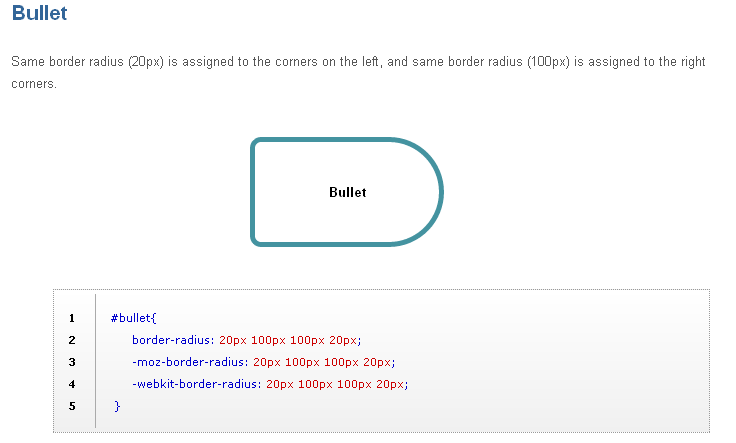 Bullet
Same border radius (20px) is assigned to the corners on the left, and same border radius (100px) is assigned to the right
corners.
Bullet
1 #bullet{
2 border-radius: 20px 100px 100px 20px;
3 -moz-border-radius: 20px 100px 100px 20px;
4 -webkit-border-radius: 20px 100px 100px 20px;
5 }